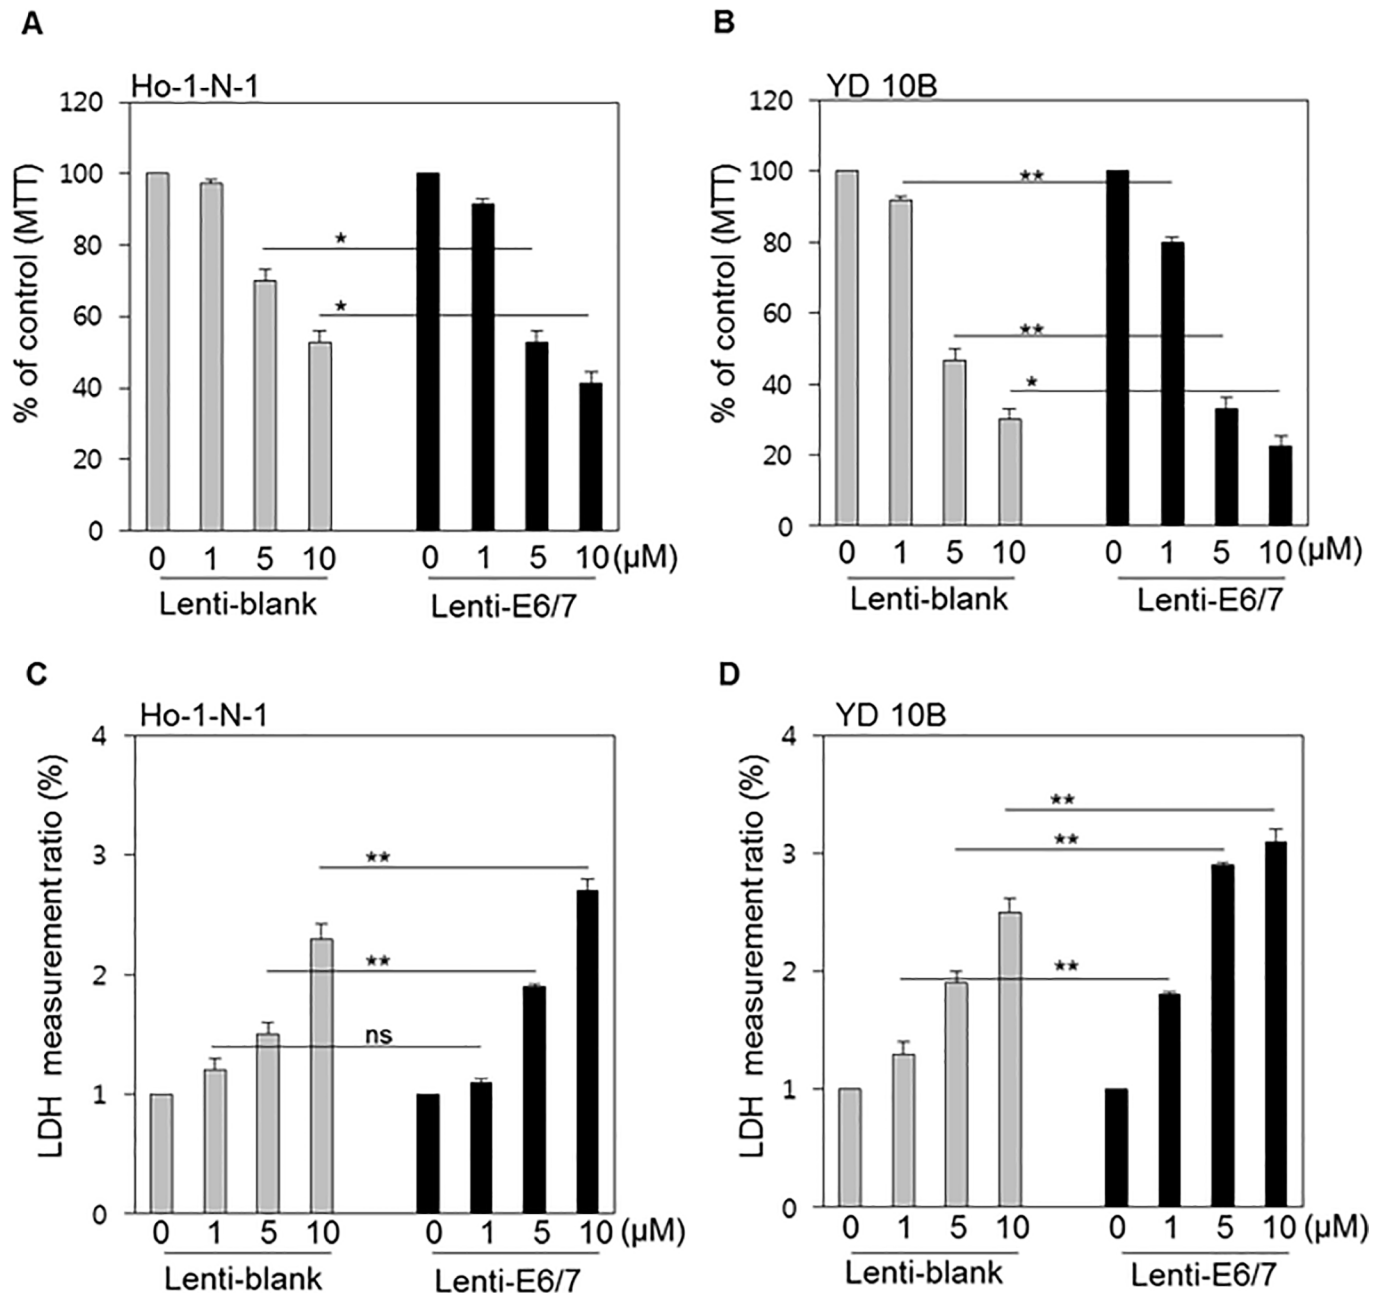 A
Ho-1-N-1
% of control (MTT)
120
100
80
60
40
20
0
*
*
0 1 5 10 (μM)
Lenti-blank Lenti-E6/7
B
YD 10B
% of control (MTT)
120
100
80
60
40
20
0
**
**
*
0 1 5 10 0 1 5 10 (μM)
Lenti-blank Lenti-E6/7
C
Ho-1-N-1
LDH measurement ratio (%)
4
3
2
1
0
**
**
ns
0 1 5 10 0 1 5 10 (μM)
Lenti-blank Lenti-E6/7
D
YD 10B
LDH measurement ratio (%)
4
3
2
1
0
**
**
**
0 1 5 10 0 1 5 10 (μM)
Lenti-blank Lenti-E6/7